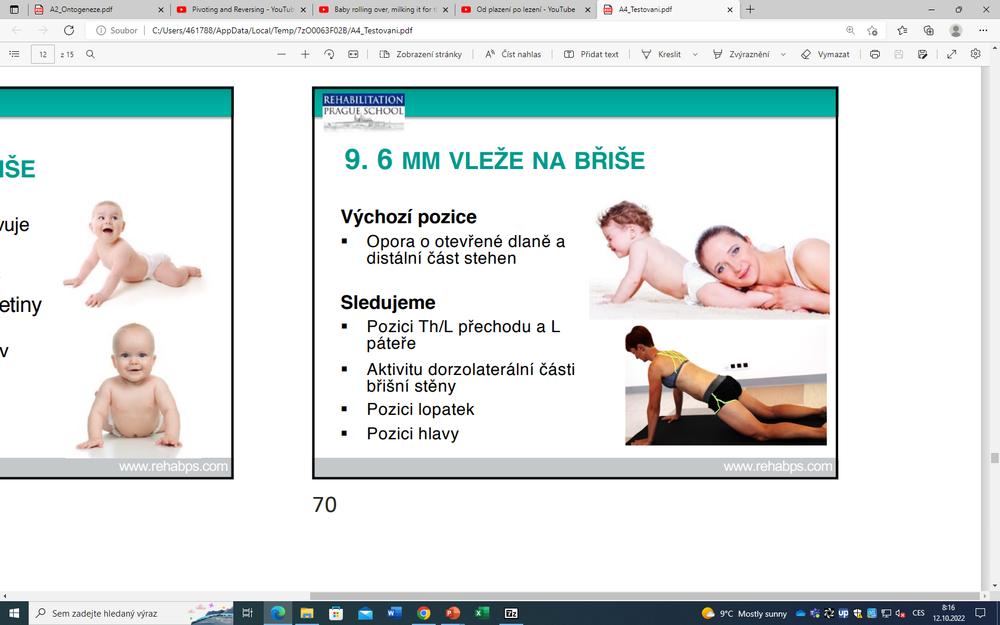 A2_Ontogeneze.pdf
Pivoting and Reversing - YouTub
Baby rolling over, milking it for t
Od plazení po lezení - YouTube
A4_Testovani.pdf
Soubor
C:/Users/461788/AppData/Local/Temp/7zO0063F02B/A4_Testovani.pdf
12 z 15
Zobrazení stránky
Číst nahlas
Přidat text
Kreslit
Zvýraznění
Vymazat
IŠE
vuje
etiny
v
www.rehabps.com
REHABILITATION
PRAGUE SCHOOL
9. 6 MM VLEŽE NA BŘIŠE
Výchozí pozice
▪ Opora o otevřené dlaně a
distální část stehen
Sledujeme
▪ Pozici Th/L přechodu a L
páteře
▪ Aktivitu dorzolaterální části
břišní stěny
▪ Pozici lopatek
▪ Pozici hlavy
www.rehabps.com
70
Sem zadejte hledaný výraz
9°C Mostly sunny
CES
8:16
12.10.2022